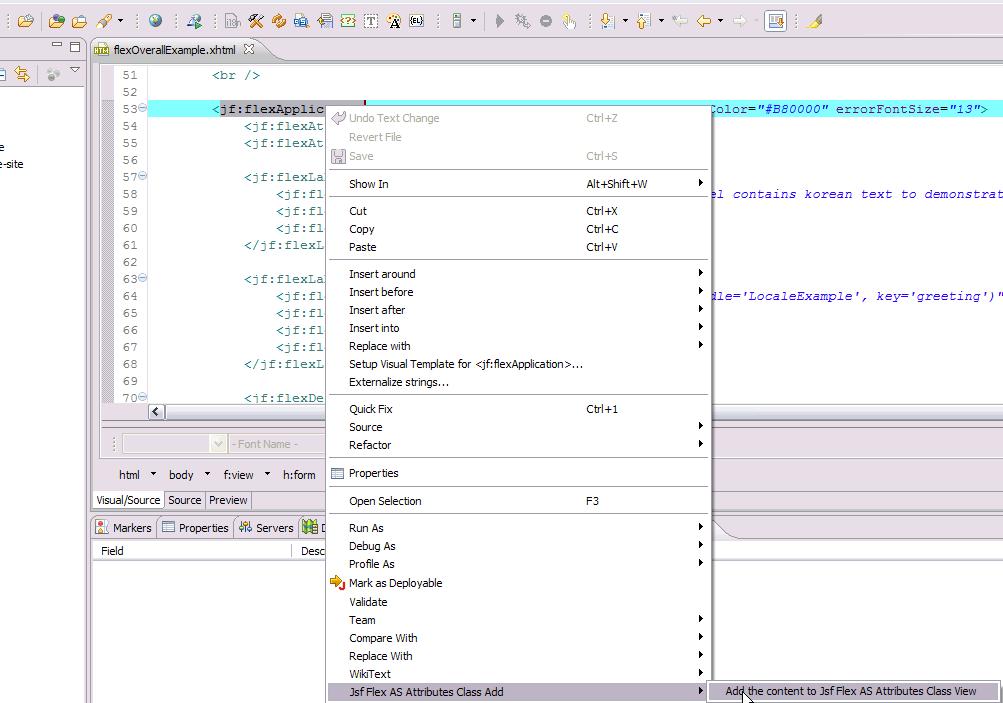 flexOverallExample.xhtml
e
e-site
51 <br />
52
53 <jf:flexApplic Color="#B80000" errorFontSize="13">
54 <jf:flexAt
55 <jf:flexAt
56
57 <jf:flexLa
58 <jf:fl el contains korean text to demonstrat
59 <jf:fl
60 <jf:fl
61 </jf:flexL
62
63 <jf:flexLa
64 <jf:fl dle='LocaleExample', key='greeting')"
65 <jf:fl
66 <jf:fl
67 <jf:fl
68 </jf:flexL
69
70 <jf:flexDe
- Font Name -
html body f:view h:form
Visual/Source Source Preview
Markers Properties Servers D
Field Desc
Undo Text Change Ctrl+Z
Revert File
Save Ctrl+S
Show In Alt+Shift+W
Cut Ctrl+X
Copy Ctrl+C
Paste Ctrl+V
Insert around
Insert before
Insert after
Insert into
Replace with
Setup Visual Template for <jf:flexApplication>...
Externalize strings...
Quick Fix Ctrl+1
Source
Refactor
Properties
Open Selection F3
Run As
Debug As
Profile As
Mark as Deployable
Validate
Team
Compare With
Replace With
WikiText
Jsf Flex AS Attributes Class Add
Add the content to Jsf Flex AS Attributes Class View